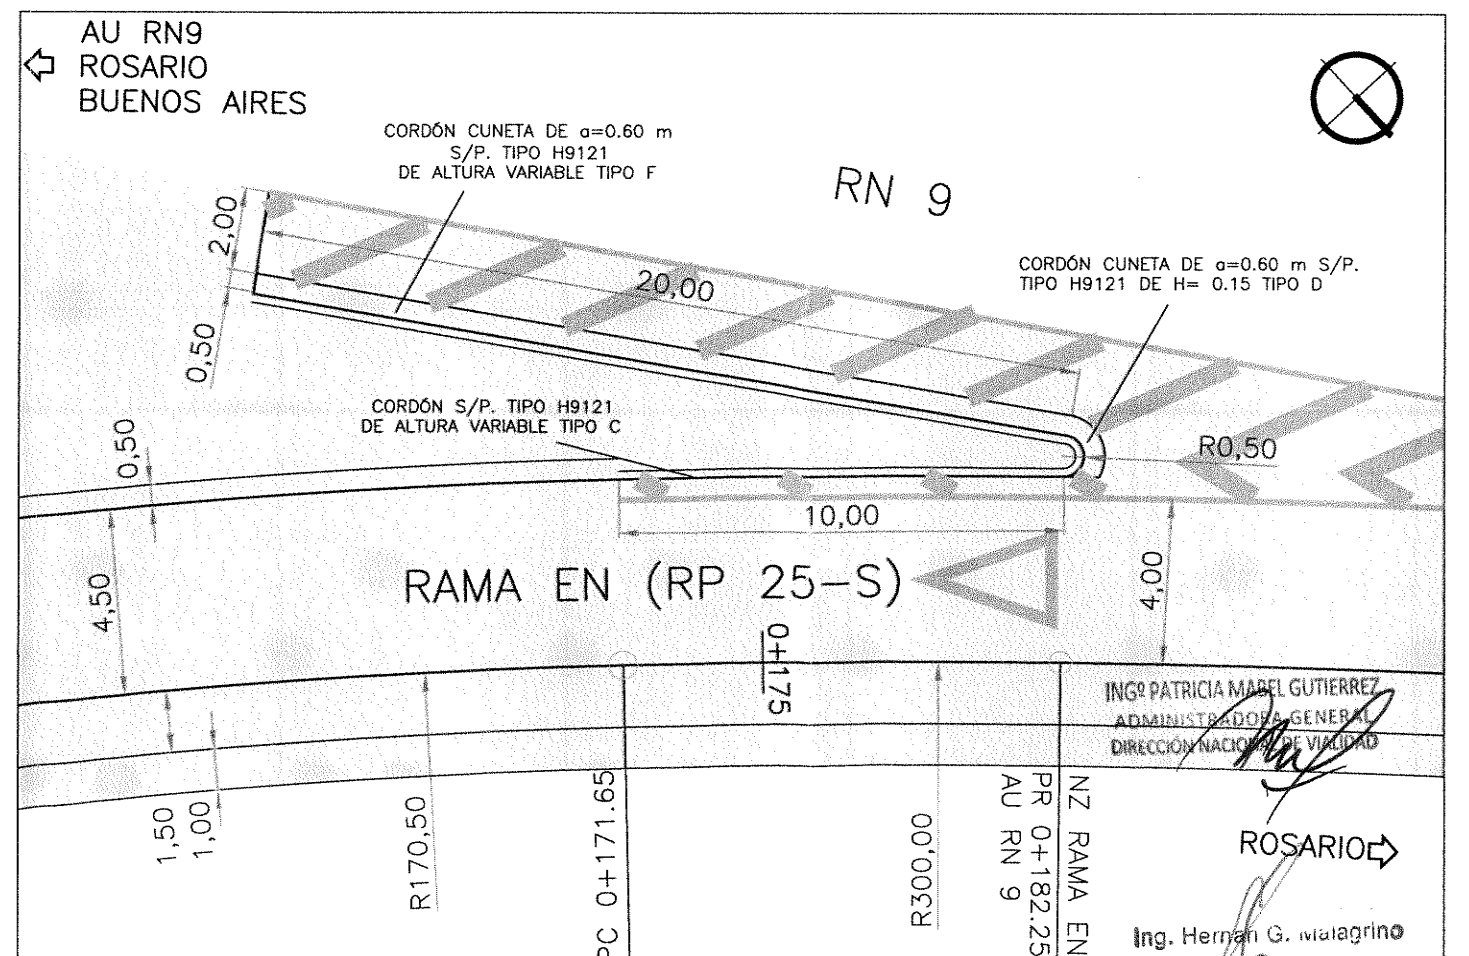 AU RN9
ROSARIO
BUENOS AIRES
CORDÓN CUNETA DE a=0.60 m
S/P. TIPO H9121
DE ALTURA VARIABLE TIPO F
RN 9
2,00
20,00
CORDÓN CUNETA DE a=0.60 m S/P.
TIPO H9121 DE H= 0.15 TIPO D
0,50
CORDÓN S/P. TIPO H9121
DE ALTURA VARIABLE TIPO C
0,50
R0,50
10,00
4,50
RAMA EN (RP 25-S)
4,00
0+175
INGº PATRICIA MABEL GUTIERREZ
ADMINISTRADORA GENERAL
DIRECCIÓN NACIONAL DE VIALIDAD
1,50
1,00
R170,50
PC 0+171.65
R300,00
NZ RAMA EN
PR 0+182.25
AU RN 9
ROSARIO
Ing. Hernán G. Malagrino